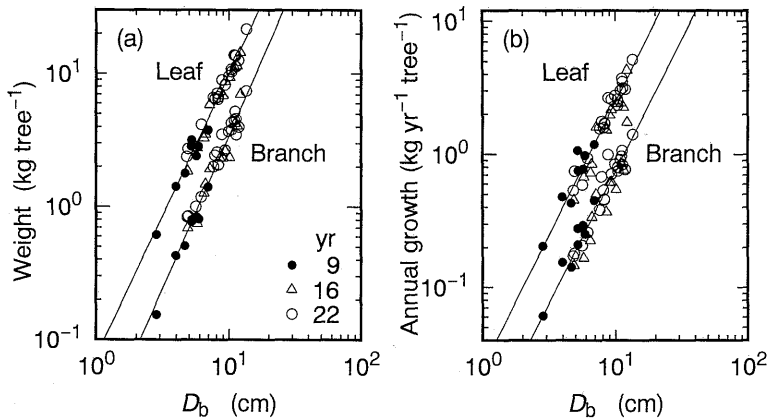 (a)
Leaf
Branch
yr
● 9
△ 16
○ 22
10²
10¹
10⁰
10⁻¹
Weight (kg tree⁻¹)
10⁰ 10¹ 10²
D_b (cm)
(b)
Leaf
Branch
10¹
10⁰
10⁻¹
Annual growth (kg yr⁻¹ tree⁻¹)
10⁰ 10¹ 10²
D_b (cm)